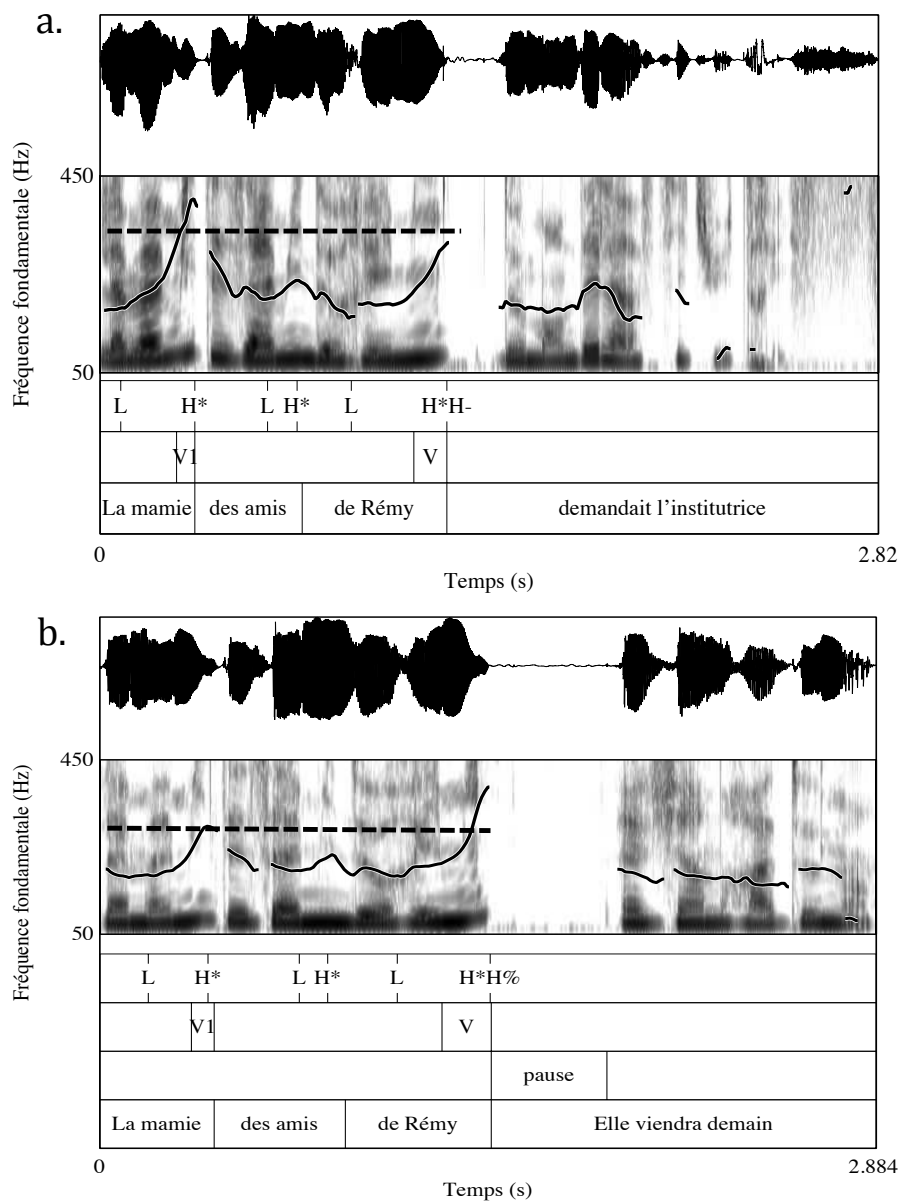 a.
Fréquence fondamentale (Hz)
450
50
L H* L H* L H*H-
V1 V
La mamie des amis de Rémy demandait l'institutrice
0 2.82
Temps (s)
b.
Fréquence fondamentale (Hz)
450
50
L H* L H* L H*H%
V1 V
pause
La mamie des amis de Rémy Elle viendra demain
0 2.884
Temps (s)